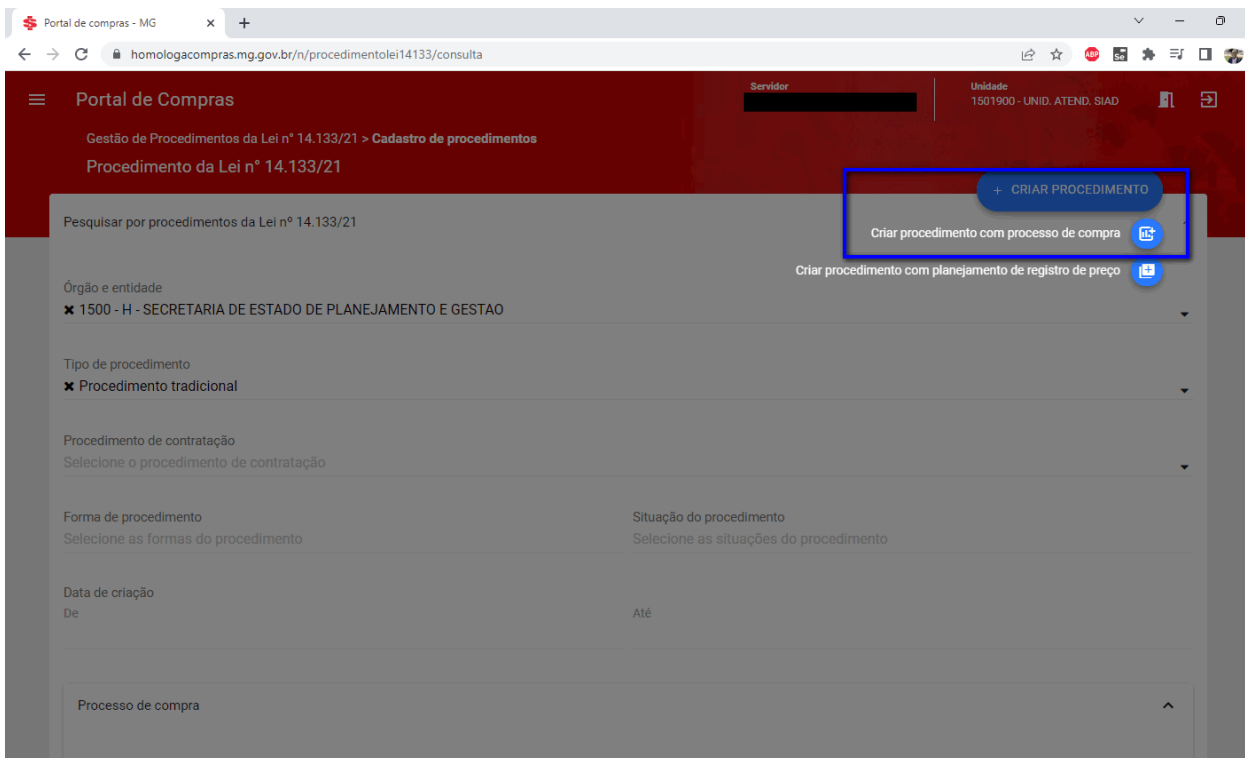 Portal de compras - MG
homologacompras.mg.gov.br/n/procedimentolei14133/consulta
ABP
Se
Portal de Compras
Servidor
Unidade
1501900 - UNID. ATEND. SIAD
Gestão de Procedimentos da Lei n° 14.133/21 > Cadastro de procedimentos
Procedimento da Lei n° 14.133/21
+ CRIAR PROCEDIMENTO
Pesquisar por procedimentos da Lei nº 14.133/21
Criar procedimento com processo de compra
Criar procedimento com planejamento de registro de preço
Órgão e entidade
1500 - H - SECRETARIA DE ESTADO DE PLANEJAMENTO E GESTAO
Tipo de procedimento
Procedimento tradicional
Procedimento de contratação
Selecione o procedimento de contratação
Forma de procedimento
Situação do procedimento
Selecione as formas do procedimento
Selecione as situações do procedimento
Data de criação
De
Até
Processo de compra